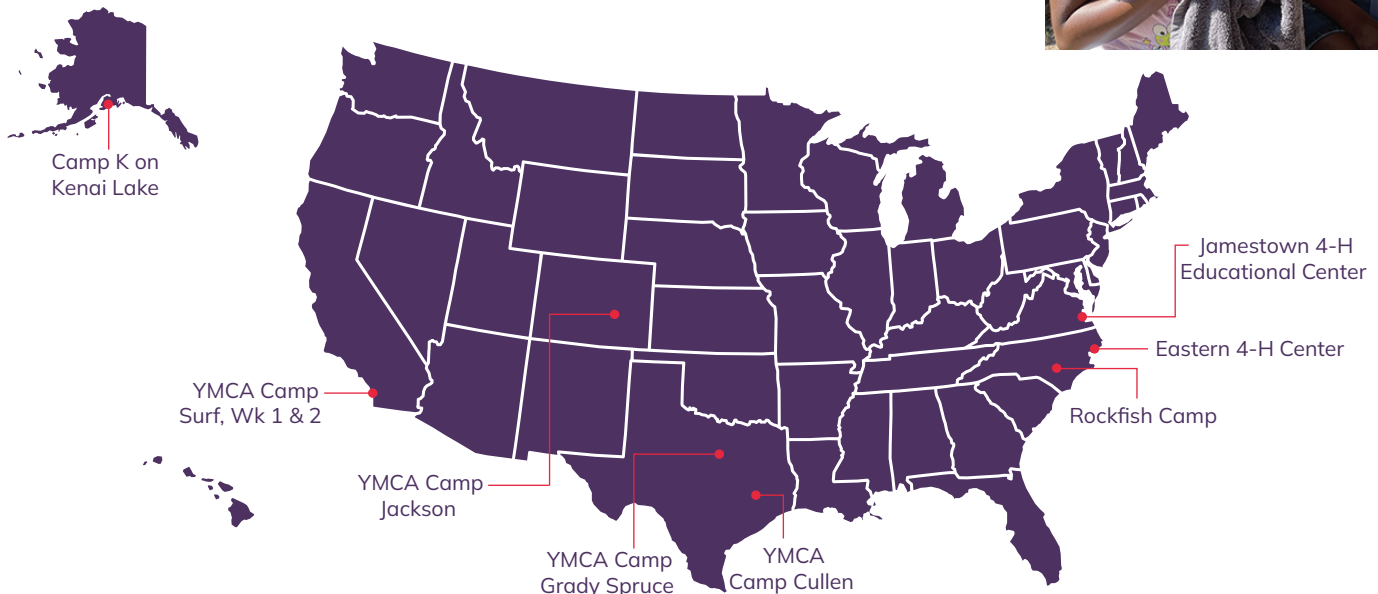 Camp K on
Kenai Lake
Jamestown 4-H
Educational Center
Eastern 4-H Center
YMCA Camp
Surf, Wk 1 & 2
Rockfish Camp
YMCA Camp
Jackson
YMCA Camp
Grady Spruce
YMCA
Camp Cullen